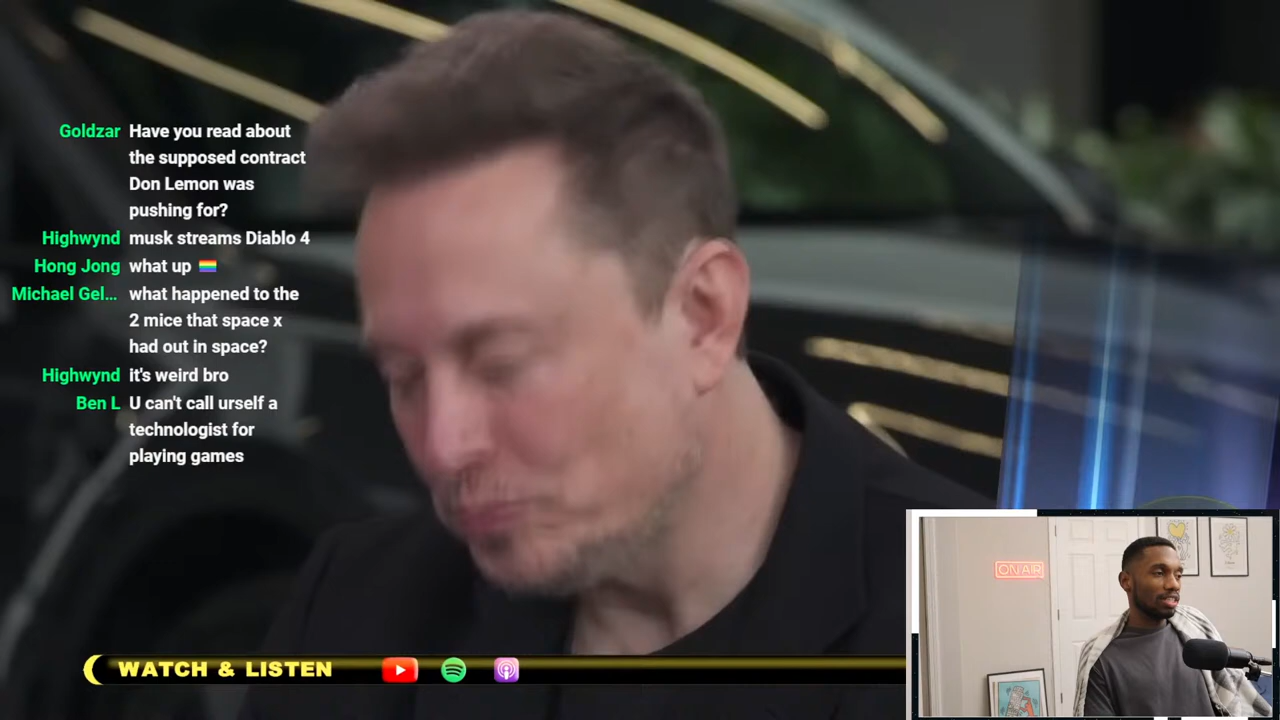 Goldzar Have you read about
the supposed contract
Don Lemon was
pushing for?
Highwynd musk streams Diablo 4
Hong Jong what up 🏳️‍🌈
Michael Gel... what happened to the
2 mice that space x
had out in space?
Highwynd it's weird bro
Ben L U can't call urself a
technologist for
playing games
ON AIR
WATCH & LISTEN